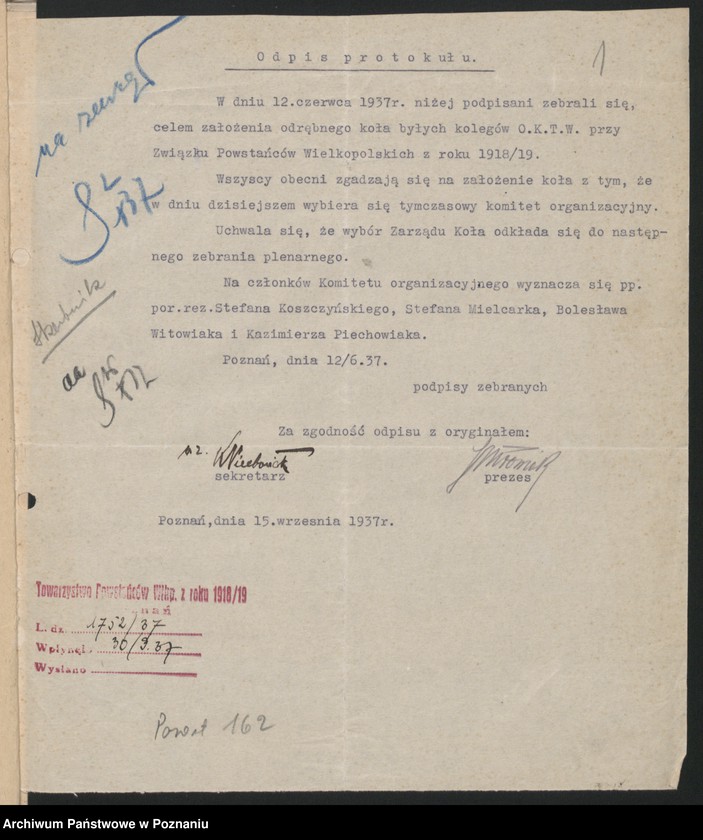 1
Odpis protokułu.
W dniu 12.czerwca 1937r. niżej podpisani zebrali się,
celem założenia odrębnego koła byłych kolegów O.K.T.W. przy
Związku Powstańców Wielkopolskich z roku 1918/19.
Wszyscy obecni zgadzają się na założenie koła z tym, że
w dniu dzisiejszem wybiera się tymczasowy komitet organizacyjny.
Uchwala się, że wybór Zarządu Koła odkłada się do następ-
nego zebrania plenarnego.
Na członków Komitetu organizacyjnego wyznacza się pp.
por.rez.Stefana Koszczyńskiego, Stefana Mielcarka, Bolesława
Witowiaka i Kazimierza Piechowiaka.
Poznań, dnia 12/6.37.
podpisy zebranych
Za zgodność odpisu z oryginałem:
sekretarz
prezes
Poznań,dnia 15.wrzesnia 1937r.
Towarzystwo Powstańców Wlkp. z roku 1918/19
L. dz. 1752/37
Wpłynęł. 30/9.37
Wysłano
162
Archiwum Państwowe w Poznaniu